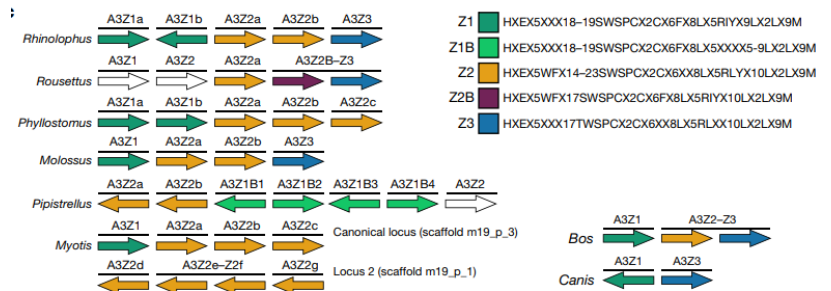 A3Z1a A3Z1b A3Z2a A3Z2b A3Z3
Rhinolophus
A3Z1 A3Z2 A3Z2a A3Z2B–Z3
Rousettus
A3Z1a A3Z1b A3Z2a A3Z2b A3Z2c
Phyllostomus
A3Z1 A3Z2a A3Z2b A3Z3
Molossus
A3Z2a A3Z2b A3Z1B1 A3Z1B2 A3Z1B3 A3Z1B4 A3Z2
Pipistrellus
A3Z1 A3Z2a A3Z2b A3Z2c
Myotis
Canonical locus (scaffold m19_p_3)
A3Z2d A3Z2e–Z2f A3Z2g
Locus 2 (scaffold m19_p_1)
Z1 HXEX5XXX18–19SWSPCX2CX6FX8LX5RIYX9LX2LX9M
Z1B HXEX5XXX18–19SWSPCX2CX6FX8LX5XXXX5-9LX2LX9M
Z2 HXEX5WFX14–23SWSPCX2CX6XX8LX5RLYX10LX2LX9M
Z2B HXEX5WFX17SWSPCX2CX6FX8LX5RIYX10LX2LX9M
Z3 HXEX5XXX17TWSPCX2CX6XX8LX5RLXX10LX2LX9M
A3Z1 A3Z2–Z3
Bos
A3Z1 A3Z3
Canis